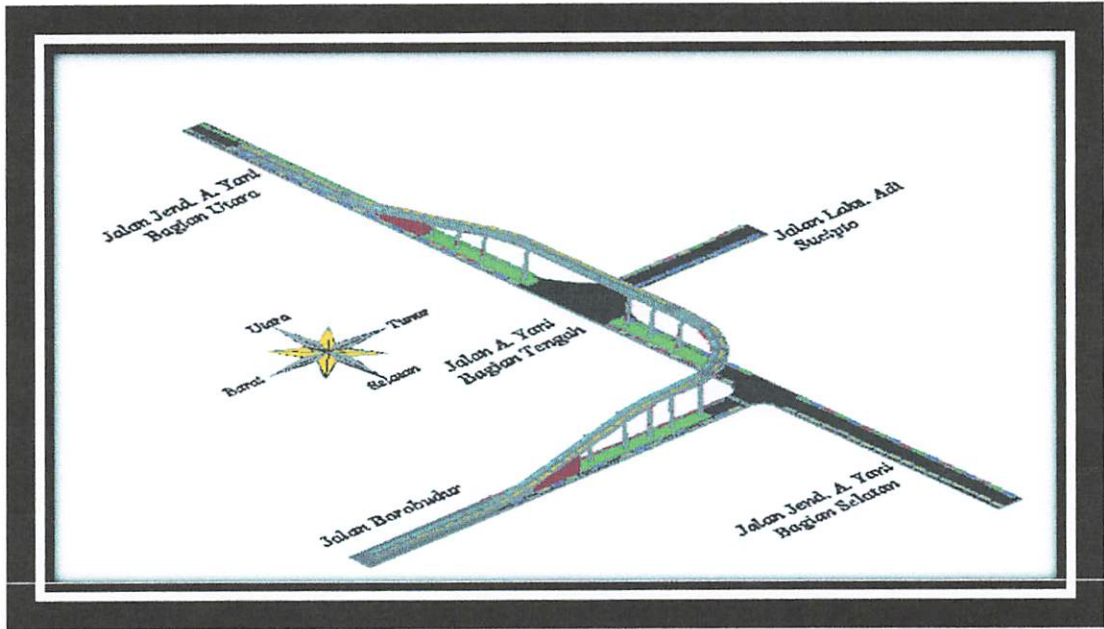 Jalan Jend. A. Yani
Bagian Utara
Jalan Laks. Adi
Sucipto
Utara
Timur
Barat
Selatan
Jalan A. Yani
Bagian Tengah
Jalan Borobudur
Jalan Jend. A. Yani
Bagian Selatan